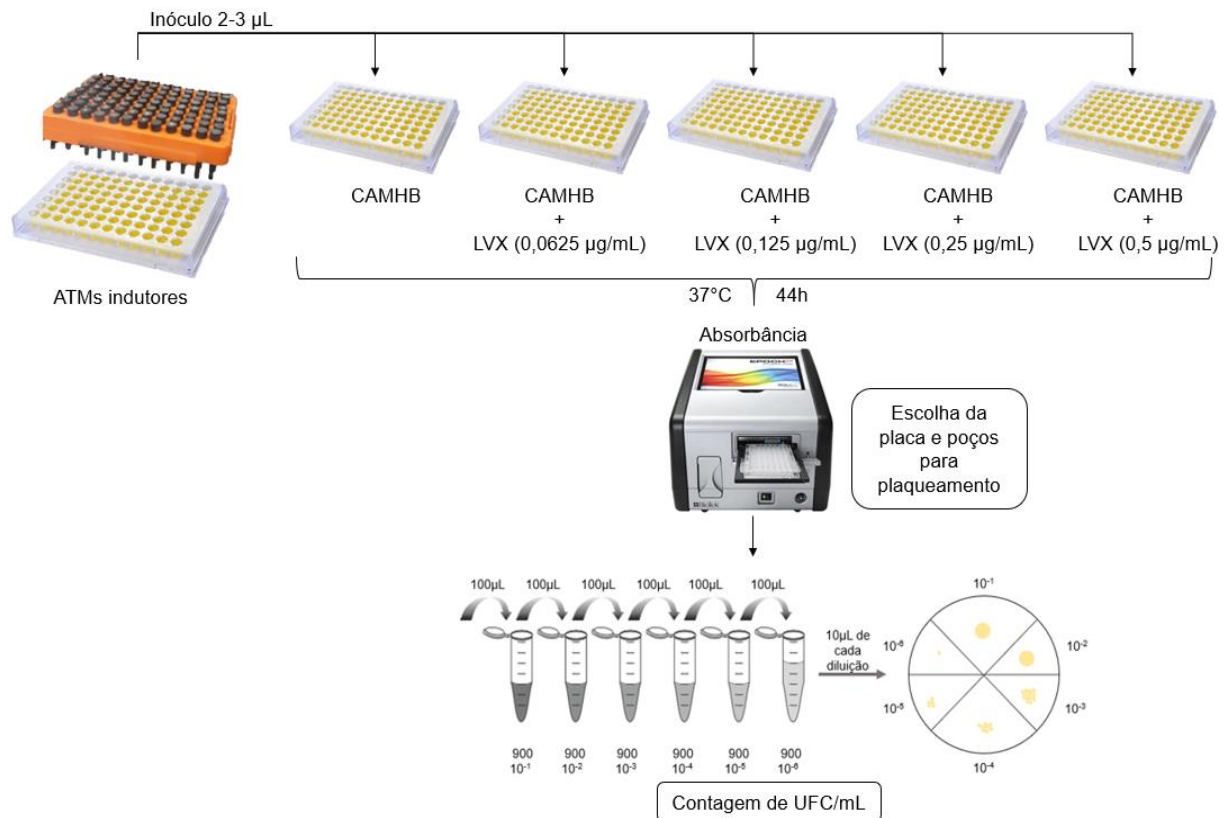 Inóculo 2-3 µL
ATMs indutores
CAMHB
CAMHB
+
LVX (0,0625 µg/mL)
CAMHB
+
LVX (0,125 µg/mL)
CAMHB
+
LVX (0,25 µg/mL)
CAMHB
+
LVX (0,5 µg/mL)
37°C
44h
Absorbância
EPOCH
BioTek
Escolha da
placa e poços
para
plaqueamento
100µL
100µL
100µL
100µL
100µL
100µL
900
10⁻¹
900
10⁻²
900
10⁻³
900
10⁻⁴
900
10⁻⁵
900
10⁻⁶
10µL de
cada
diluição
10⁻¹
10⁻²
10⁻³
10⁻⁴
10⁻⁵
10⁻⁶
Contagem de UFC/mL